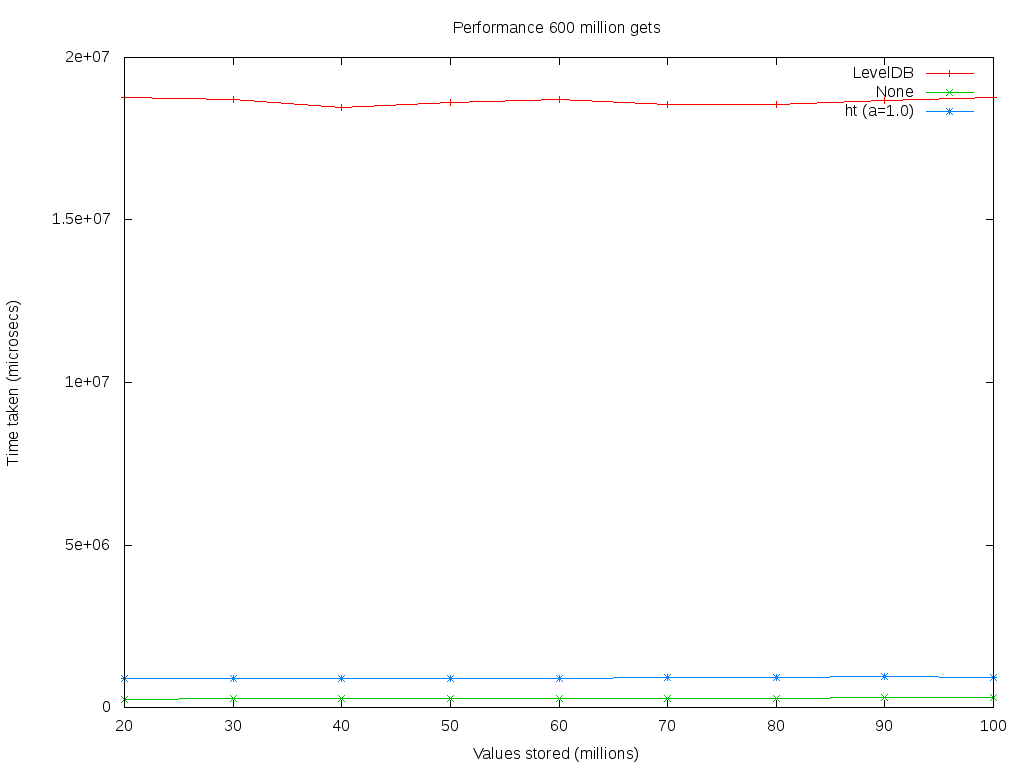 Performance 600 million gets
2e+07
LevelDB
None
ht (a=1.0)
1.5e+07
Time taken (microsecs)
1e+07
5e+06
0
20 30 40 50 60 70 80 90 100
Values stored (millions)